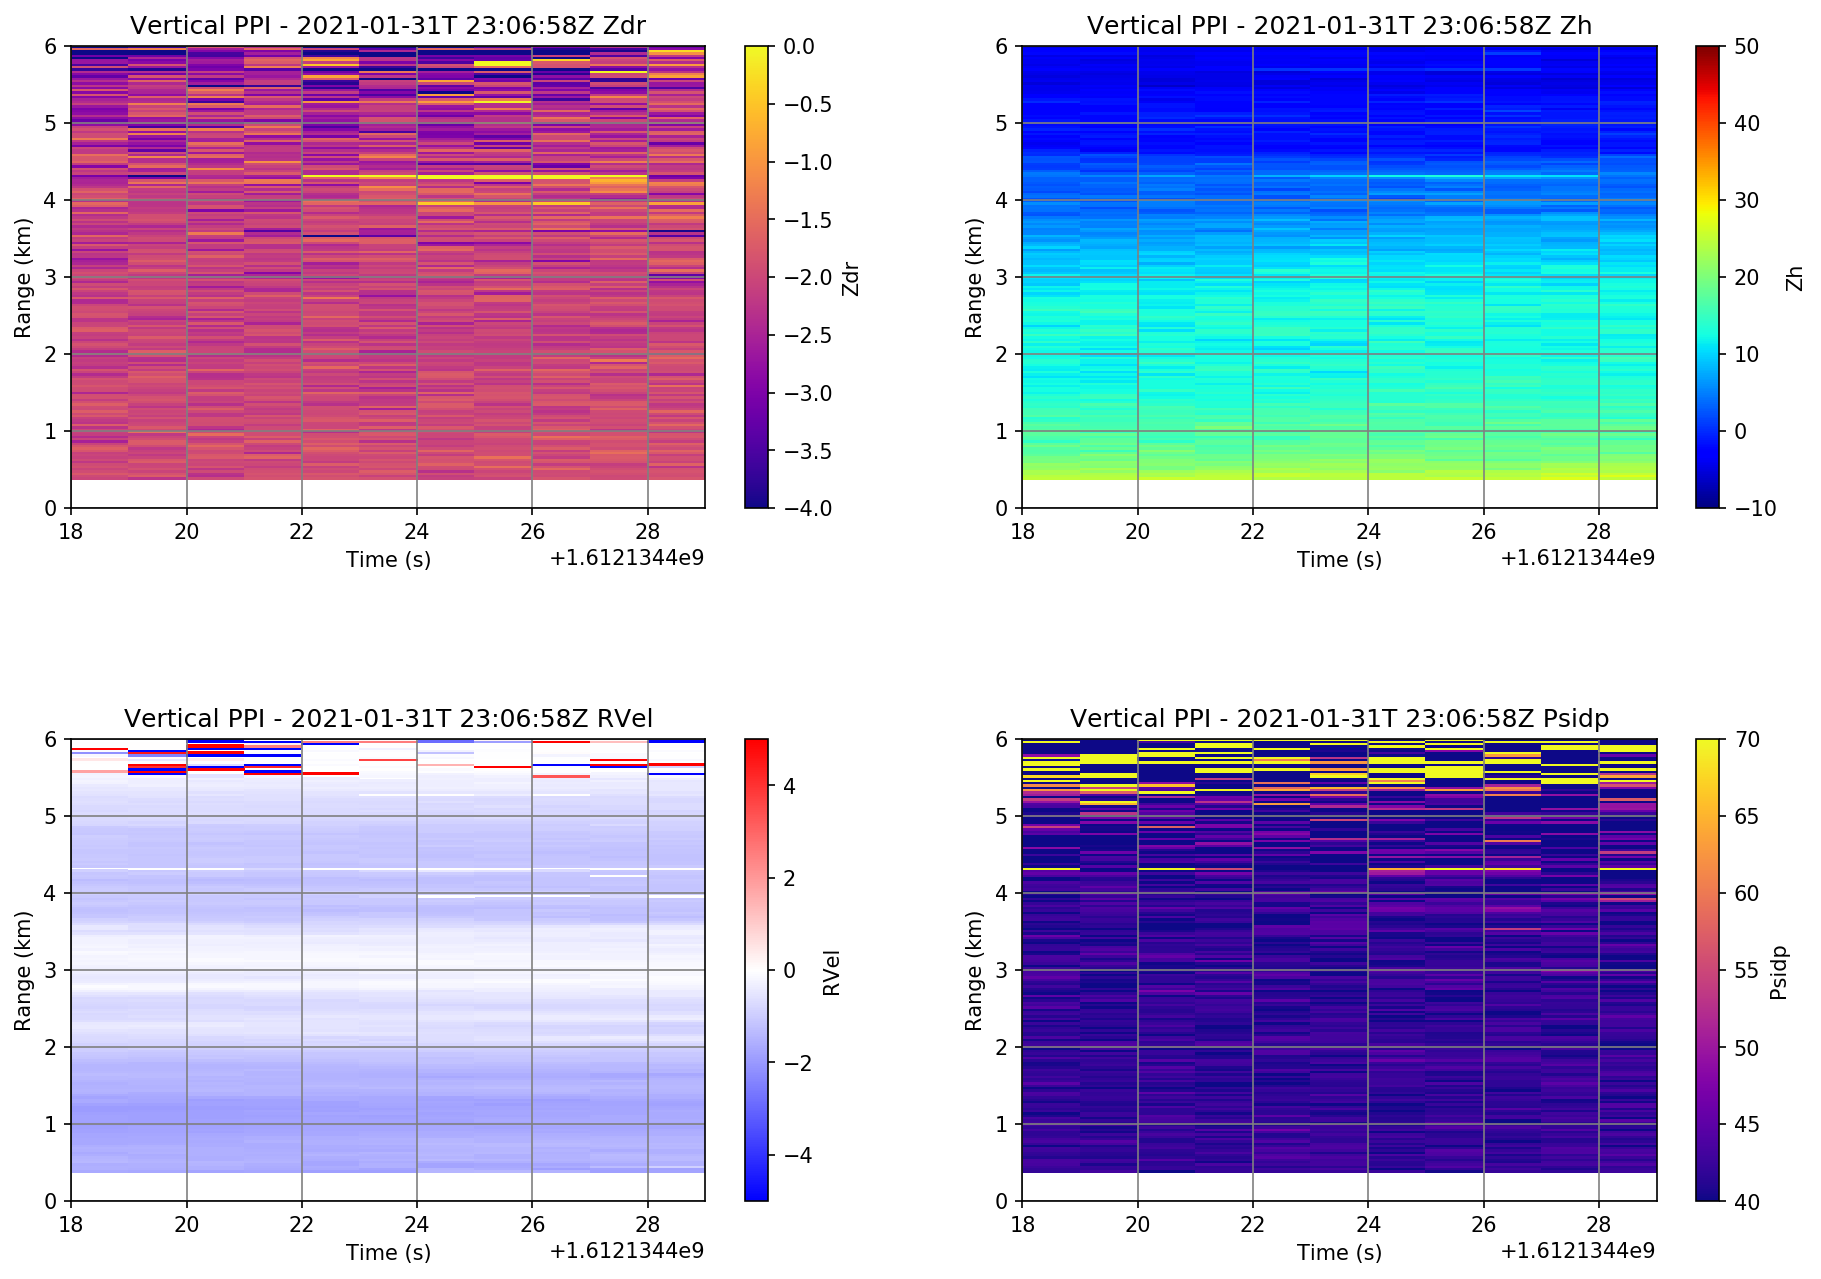 Vertical PPI - 2021-01-31T 23:06:58Z Zdr
6
5
4
3
2
1
0
Range (km)
18 20 22 24 26 28
Time (s)
+1.6121344e9
0.0
−0.5
−1.0
−1.5
−2.0
−2.5
−3.0
−3.5
−4.0
Zdr
Vertical PPI - 2021-01-31T 23:06:58Z Zh
6
5
4
3
2
1
0
Range (km)
18 20 22 24 26 28
Time (s)
+1.6121344e9
50
40
30
20
10
0
−10
Zh
Vertical PPI - 2021-01-31T 23:06:58Z RVel
6
5
4
3
2
1
0
Range (km)
18 20 22 24 26 28
Time (s)
+1.6121344e9
4
2
0
−2
−4
RVel
Vertical PPI - 2021-01-31T 23:06:58Z Psidp
6
5
4
3
2
1
0
Range (km)
18 20 22 24 26 28
Time (s)
+1.6121344e9
70
65
60
55
50
45
40
Psidp